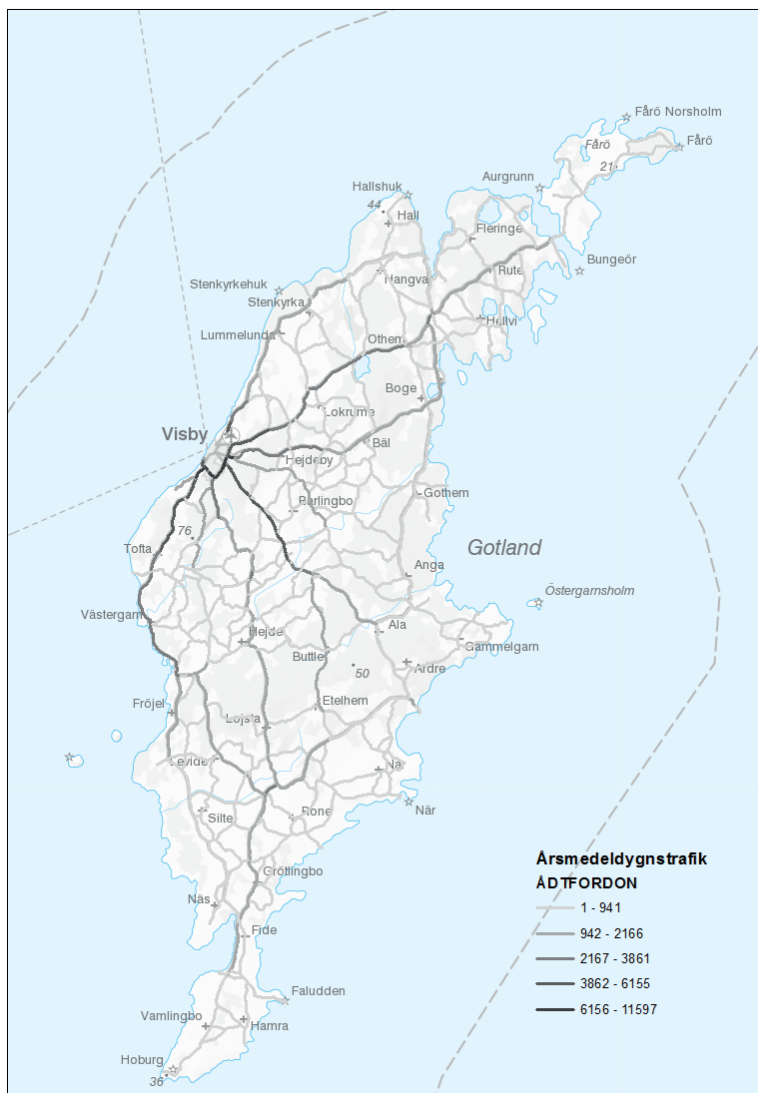 Fårö Norsholm
Fårö
Fårö
21
Aurgrunn
Hallshuk
44
Hall
Fleringe
Bungeör
Hangva
Rute
Stenkyrkehuk
Stenkyrka
Hellvi
Lummelunda
Othem
Boge
Lokrume
Visby
Bäl
Hejdeby
Gothem
Barlingbo
76
Tofta
Gotland
Anga
Östergarnsholm
Västergarn
Ala
Hejde
Gammelgarn
Buttle
50
Ardre
Fröjel
Etelhem
Lojsta
Levide
När
När
Silte
Rone
Grötlingbo
Näs
Fide
Faludden
Vamlingbo
Hamra
Hoburg
36
Årsmedeldygnstrafik
ÅDTFORDON
1 - 941
942 - 2166
2167 - 3861
3862 - 6155
6156 - 11597